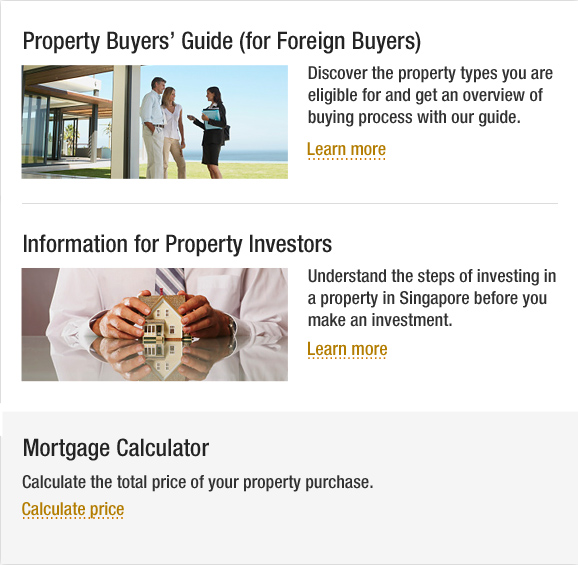 Property Buyers’ Guide (for Foreign Buyers)
Discover the property types you are
eligible for and get an overview of
buying process with our guide.
Learn more
Information for Property Investors
Understand the steps of investing in
a property in Singapore before you
make an investment.
Learn more
Mortgage Calculator
Calculate the total price of your property purchase.
Calculate price